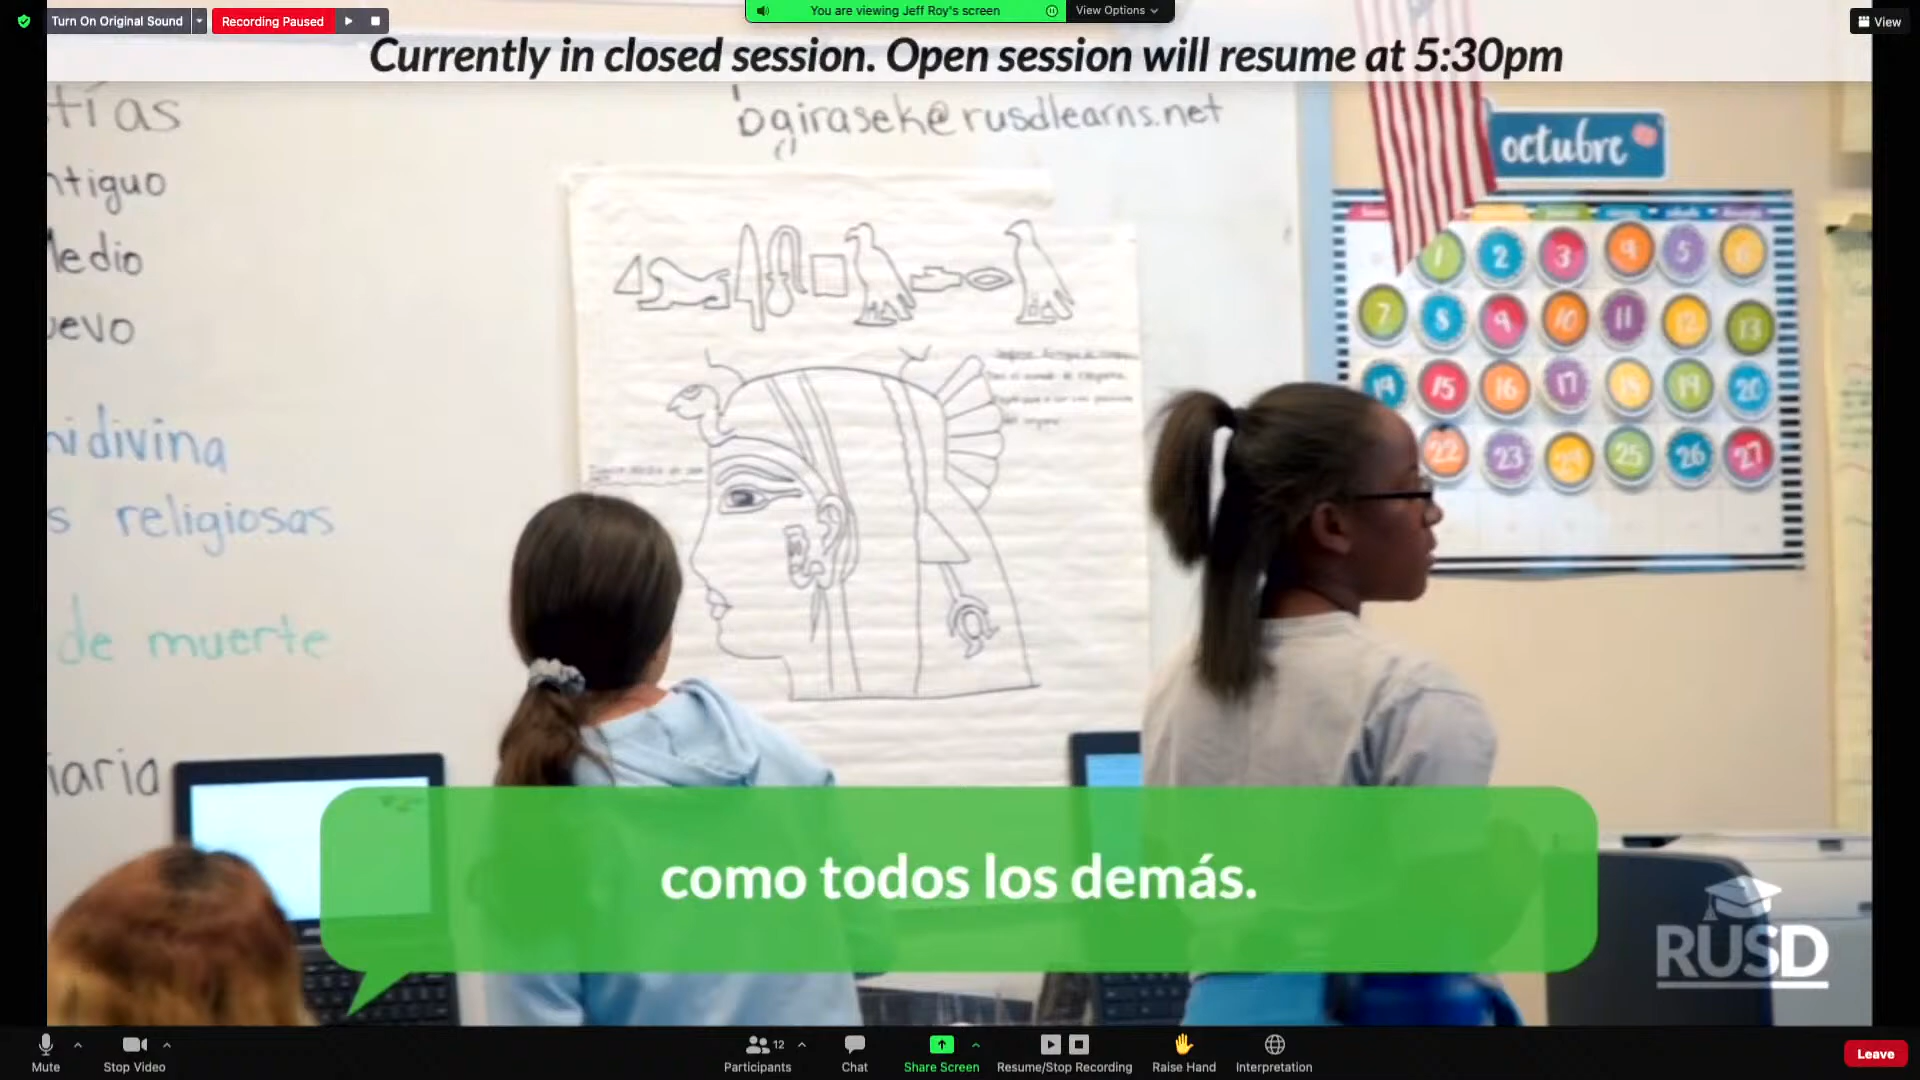 Turn On Original Sound
Recording Paused
You are viewing Jeff Roy's screen
View Options
View
Currently in closed session. Open session will resume at 5:30pm
bgirasek@rusdlearns.net
octubre
tías
ntiguo
Medio
uevo
ni divina
s religiosas
de muerte
iaria
1 2 3 4 5 6
7 8 9 10 11 12 13
14 15 16 17 18 19 20
22 23 24 25 26 27
como todos los demás.
RUSD
Mute
Stop Video
12
Participants
Chat
Share Screen
Resume/Stop Recording
Raise Hand
Interpretation
Leave